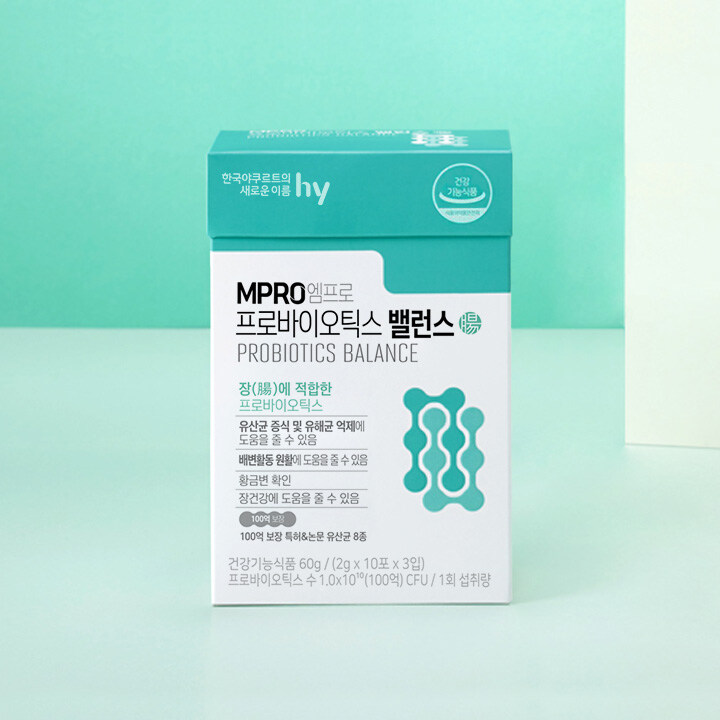 한국야쿠르트의
새로운 이름 hy
건강
기능식품
MPRO 엠프로
프로바이오틱스 밸런스 腸
PROBIOTICS BALANCE
장(腸)에 적합한
프로바이오틱스
유산균 증식 및 유해균 억제에
도움을 줄 수 있음
배변활동 원활에 도움을 줄 수 있음
황금변 확인
장건강에 도움을 줄 수 있음
100억 보장
100억 보장 특허&논문 유산균 8종
건강기능식품 60g / (2g x 10포 x 3입)
프로바이오틱스 수 1.0x10¹⁰(100억) CFU / 1회 섭취량